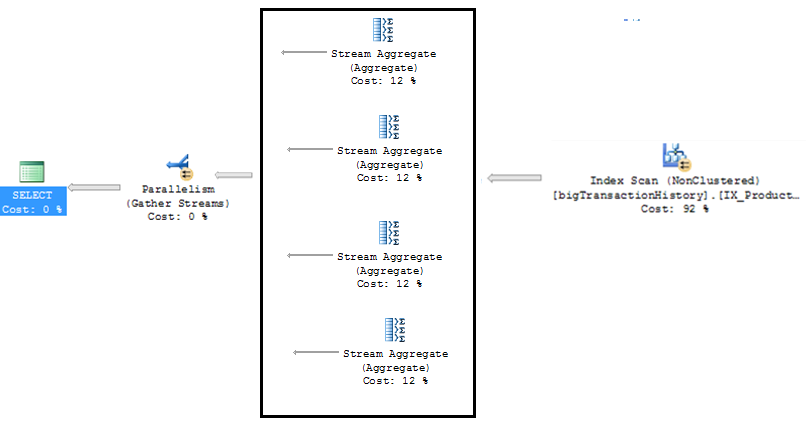 Stream Aggregate
(Aggregate)
Cost: 12 %
Stream Aggregate
(Aggregate)
Cost: 12 %
SELECT
Cost: 0 %
Parallelism
(Gather Streams)
Cost: 0 %
Index Scan (NonClustered)
[bigTransactionHistory].[IX_Product…
Cost: 92 %
Stream Aggregate
(Aggregate)
Cost: 12 %
Stream Aggregate
(Aggregate)
Cost: 12 %